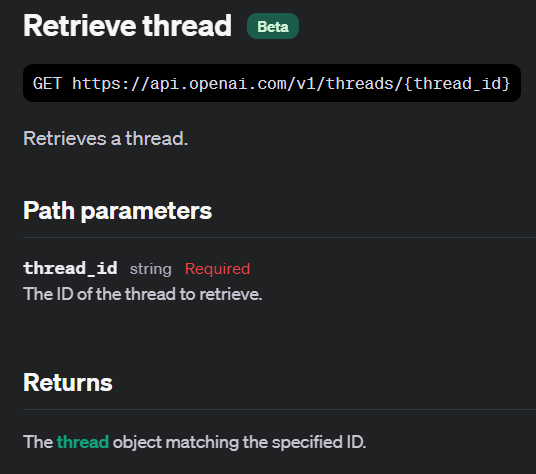 Retrieve thread Beta
GET https://api.openai.com/v1/threads/{thread_id}
Retrieves a thread.
Path parameters
thread_id string Required
The ID of the thread to retrieve.
Returns
The thread object matching the specified ID.